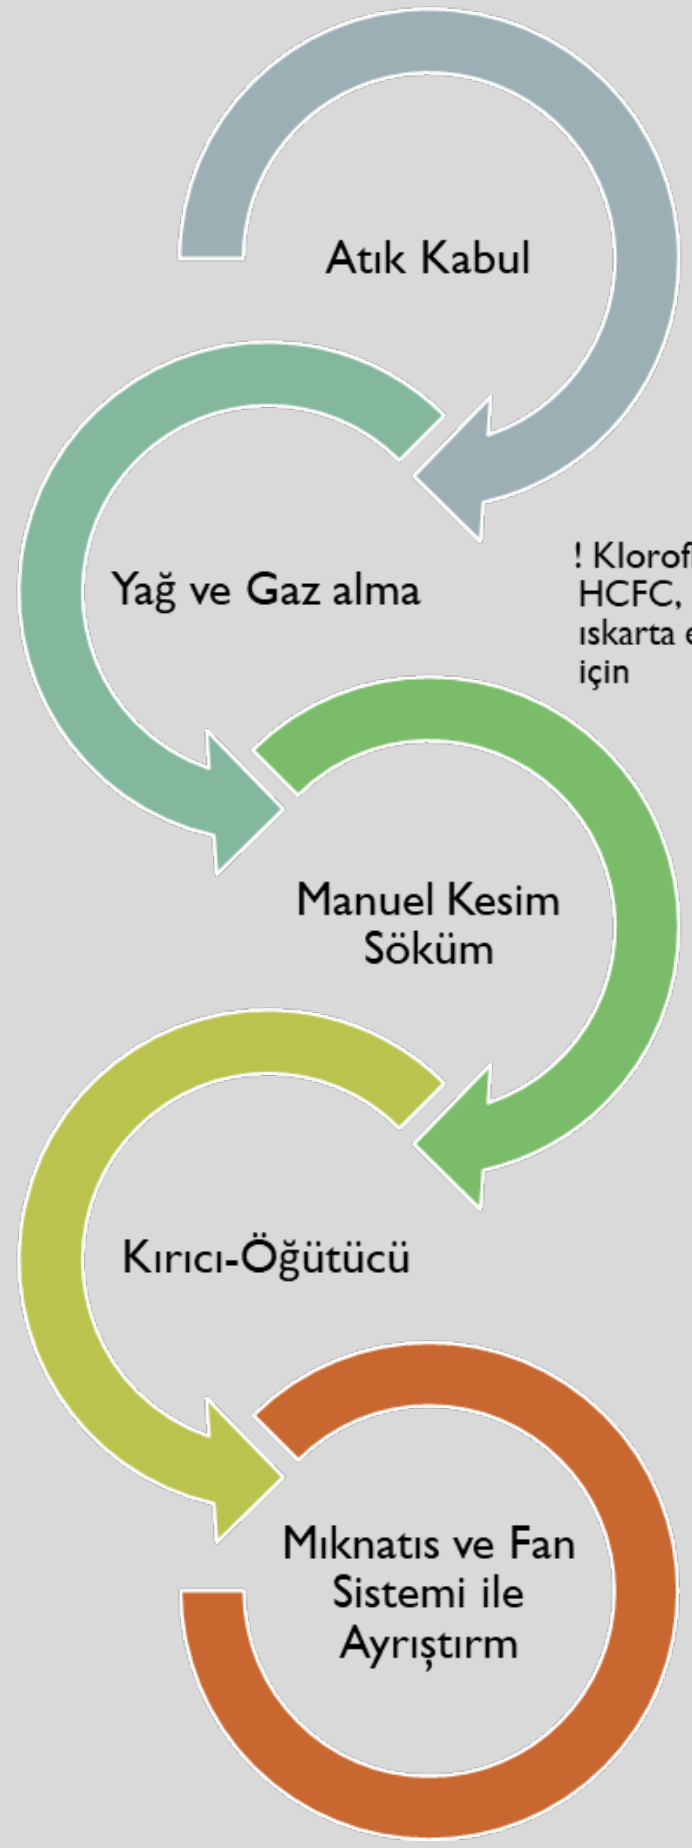 Atık Kabul
Yağ ve Gaz alma
! 
HCFC,
ıskarta
için
Manuel Kesim
Söküm
Kırıcı-Öğütücü
Mıknatıs ve Fan
Sistemi ile
Ayrıştırm